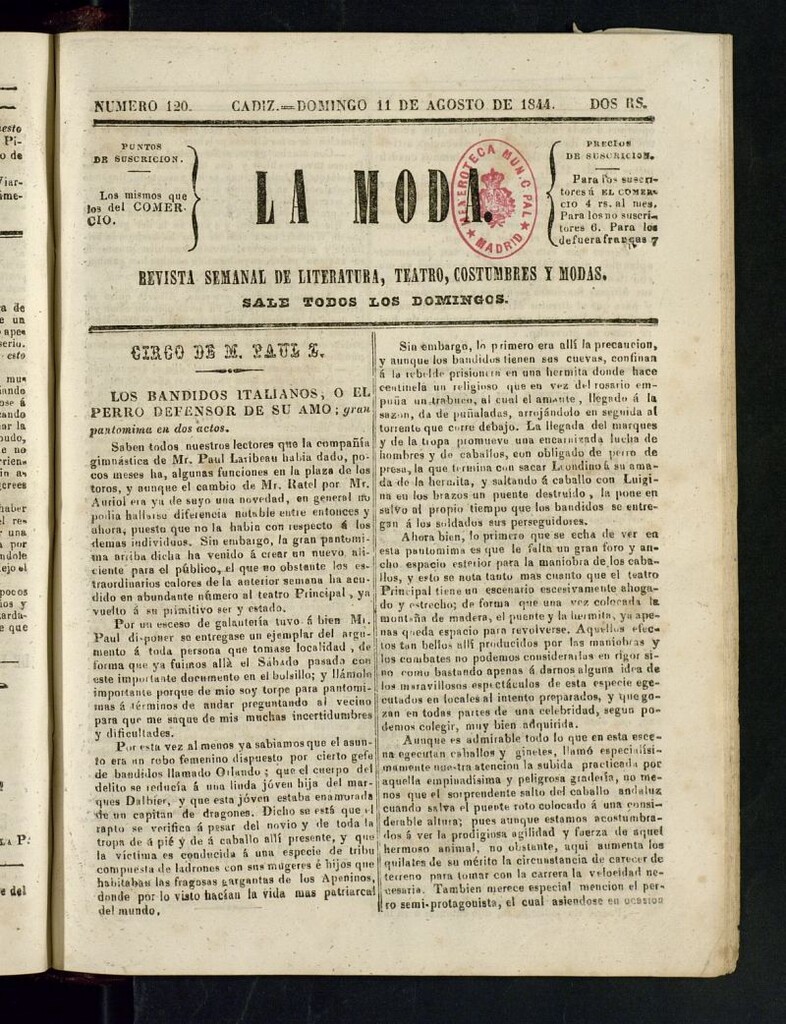 NUMERO 120. CADIZ.=DOMINGO 11 DE AGOSTO DE 1844. DOS RS.
PUNTOS
DE SUSCRICION.
Los mismos que
los del COMER-
CIO.
LA MODA.
HEMEROTECA MUNICIPAL
MADRID
PRECIOS
DE SUSCRICION.
Para los suscri-
tores á EL COMER-
CIO 4 rs. al mes.
Para los no suscri-
tores 6. Para los
de fuera francas 7
REVISTA SEMANAL DE LITERATURA, TEATRO, COSTUMBRES Y MODAS.
SALE TODOS LOS DOMINGOS.
CIRCO DE M. PAUL L.
LOS BANDIDOS ITALIANOS, O EL
PERRO DEFENSOR DE SU AMO; gran
pantomima en dos actos.
Saben todos nuestros lectores que la compañia
gimnástica de Mr. Paul Laribeau habia dado, po-
cos meses ha, algunas funciones en la plaza de los
toros, y aunque el cambio de Mr. Ratel por Mr.
Auriol era ya de suyo una novedad, en general no
podia hallarse diferencia notable entre entonces y
ahora, puesto que no la habia con respecto á los
demas individuos. Sin embargo, la gran pantomi-
ma arriba dicha ha venido á crear un nuevo ali-
ciente para el público, el que no obstante los es-
traordinarios calores de la anterior semana ha acu-
dido en abundante número al teatro Principal, ya
vuelto á su primitivo ser y estado.
Por un esceso de galantería tuvo á bien Mr.
Paul disponer se entregase un ejemplar del argu-
mento á toda persona que tomase localidad, de
forma que ya fuimos allá el Sábado pasado con
este importante documento en el bolsillo; y llámolo
importante porque de mio soy torpe para pantomi-
mas á términos de andar preguntando al vecino
para que me saque de mis muchas incertidumbres
y dificultades.
Por esta vez al menos ya sabiamos que el asun-
to era un robo femenino dispuesto por cierto gefe
de bandidos llamado Orlando; que el cuerpo del
delito se reducía á una linda jóven hija del mar-
ques Dalbier, y que esta jóven estaba enamorada
de un capitan de dragones. Dicho se está que el
rapto se verifica á pesar del novio y de toda la
tropa de á pié y de á caballo allí presente, y que
la víctima es conducida á una especie de tribu
compuesta de ladrones con sus mugeres é hijos que
habitaban las fragosas gargantas de los Apeninos,
donde por lo visto hacían la vida mas patriarcal
del mundo.
Sin embargo, lo primero era allí la precaucion,
y aunque los bandidos tienen sus cuevas, confinan
á la rebelde prisionera en una hermita donde hace
centinela un religioso que en vez del rosario em-
puña un trabuco, al cual el amante, llegado á la
sazon, da de puñaladas, arrojándolo en seguida al
torrente que corre debajo. La llegada del marques
y de la tropa promueve una encarnizada lucha de
hombres y de caballos, con obligado de perro de
presa, la que termina con sacar Leondino á su ama-
da de la hermita, y saltando á caballo con Luigi-
na en los brazos un puente destruido, la pone en
salvo al propio tiempo que los bandidos se entre-
gan á los soldados sus perseguidores.
Ahora bien, lo primero que se echa de ver en
esta pantomima es que le falta un gran foro y an-
cho espacio esterior para la maniobra de los caba-
llos, y esto se nota tanto mas cuanto que el teatro
Principal tiene un escenario escesivamente ahoga-
do y estrecho; de forma que una vez colocada la
montaña de madera, el puente y la hermita, ya ape-
nas queda espacio para revolverse. Aquellos efec-
tos tan bellos allí producidos por las maniobras y
los combates no podemos considerarlas en rigor si-
no como bastando apenas á darnos alguna idea de
los maravillosos espectáculos de esta especie ege-
cutados en locales al intento preparados, y que go-
zan en todas partes de una celebridad, segun po-
demos colegir, muy bien adquirida.
Aunque es admirable todo lo que en esta esce-
na egecutan caballos y ginetes, llamó especialísi-
mamente nuestra atencion la subida practicada por
aquella empinadísima y peligrosa gradería, no me-
nos que el sorprendente salto del caballo andaluz
cuando salva el puente roto colocado á una consi-
derable altura; pues aunque estamos acostumbra-
dos á ver la prodigiosa agilidad y fuerza de aquel
hermoso animal, no obstante, aquí aumenta los
quilates de su mérito la circunstancia de carecer de
terreno para tomar con la carrera la velocidad ne-
cesaria. Tambien merece especial mencion el per-
ro semi-protagonista, el cual asiendose en ocasion